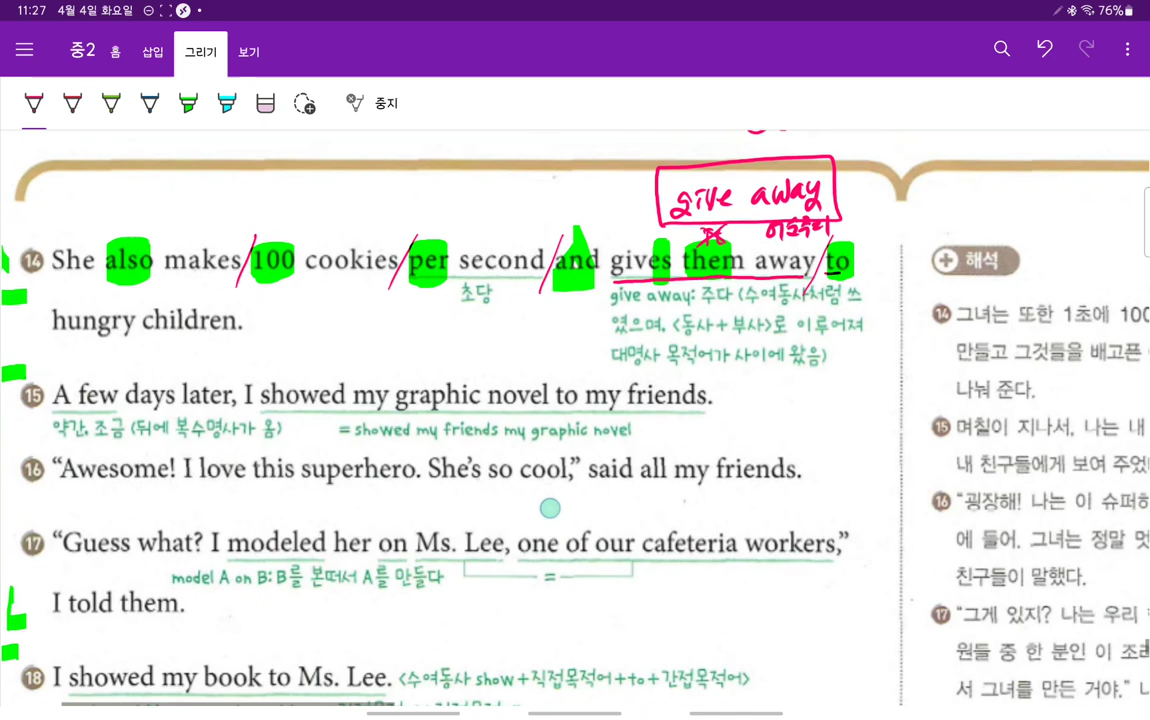 11:27 4월 4일 화요일
76%
중2 홈 삽입 그리기 보기
중지
give away
어순주의
14 She also makes 100 cookies per second and gives them away to
초당
give away: 주다 (수여동사처럼 쓰
hungry children.
였으며, <동사+부사>로 이루어져
대명사 목적어가 사이에 왔음)
15 A few days later, I showed my graphic novel to my friends.
약간, 조금 (뒤에 복수명사가 옴)
= showed my friends my graphic novel
16 “Awesome! I love this superhero. She’s so cool,” said all my friends.
17 “Guess what? I modeled her on Ms. Lee, one of our cafeteria workers,”
model A on B: B를 본떠서 A를 만들다
=
I told them.
18 I showed my book to Ms. Lee. <수여동사 show+직접목적어+to+간접목적어>
해석
14 그녀는 또한 1초에 100
만들고 그것들을 배고픈
나눠 준다.
15 며칠이 지나서, 나는 내
내 친구들에게 보여 주었
16 “굉장해! 나는 이 슈퍼히
에 들어. 그녀는 정말 멋
친구들이 말했다.
17 “그게 있지? 나는 우리
원들 중 한 분인 이 조리
서 그녀를 만든 거야,”